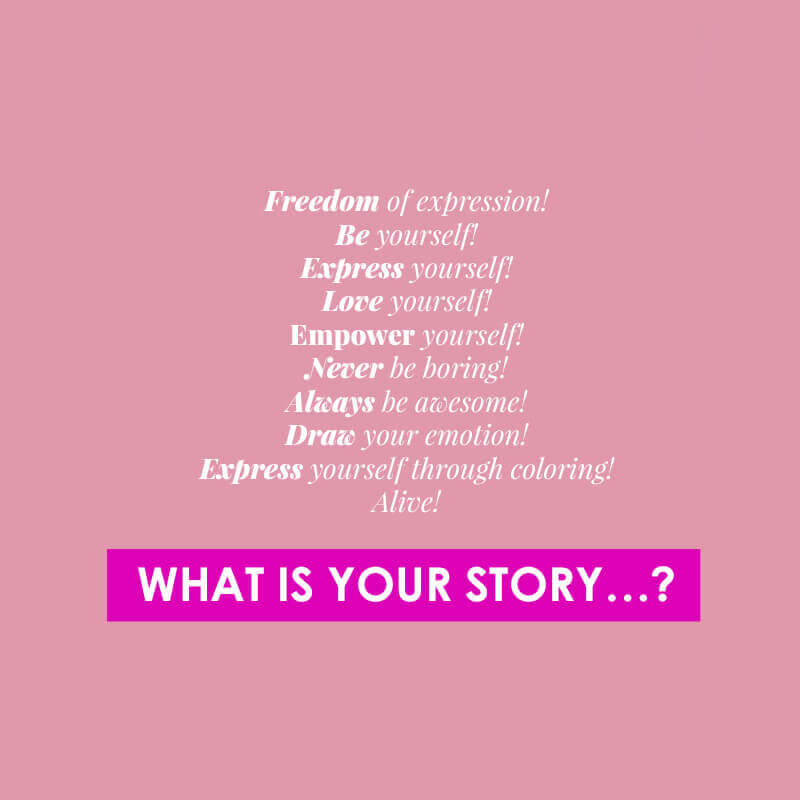 Freedom of expression!
Be yourself!
Express yourself!
Love yourself!
Empower yourself!
Never be boring!
Always be awesome!
Draw your emotion!
Express yourself through coloring!
Alive!
WHAT IS YOUR STORY...?